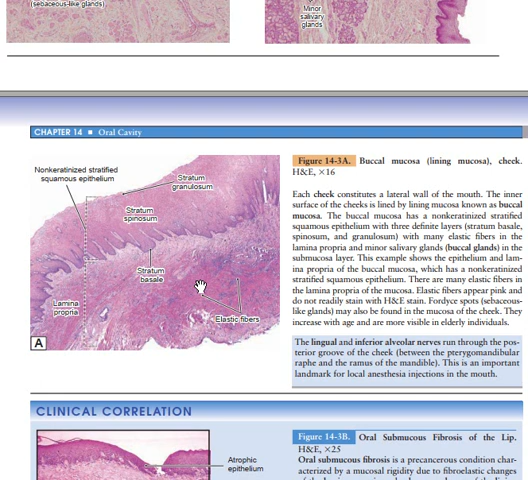 (sebaceous-like glands)
Minor
salivary
glands
CHAPTER 14 ■ Oral Cavity
Nonkeratinized stratified
squamous epithelium
Stratum
granulosum
Stratum
spinosum
Stratum
basale
Lamina
propria
Elastic fibers
A
Figure 14-3A. Buccal mucosa (lining mucosa), cheek.
H&E, ×16
Each cheek constitutes a lateral wall of the mouth. The inner
surface of the cheeks is lined by lining mucosa known as buccal
mucosa. The buccal mucosa has a nonkeratinized stratified
squamous epithelium with three definite layers (stratum basale,
spinosum, and granulosum) with many elastic fibers in the
lamina propria and minor salivary glands (buccal glands) in the
submucosa layer. This example shows the epithelium and lam-
ina propria of the buccal mucosa, which has a nonkeratinized
stratified squamous epithelium. There are many elastic fibers in
the lamina propria of the mucosa. Elastic fibers appear pink and
do not readily stain with H&E stain. Fordyce spots (sebaceous-
like glands) may also be found in the mucosa of the cheek. They
increase with age and are more visible in elderly individuals.
The lingual and inferior alveolar nerves run through the pos-
terior groove of the cheek (between the pterygomandibular
raphe and the ramus of the mandible). This is an important
landmark for local anesthesia injections in the mouth.
CLINICAL CORRELATION
Atrophic
epithelium
Figure 14-3B. Oral Submucous Fibrosis of the Lip.
H&E, ×25
Oral submucous fibrosis is a precancerous condition char-
acterized by a mucosal rigidity due to fibroelastic changes